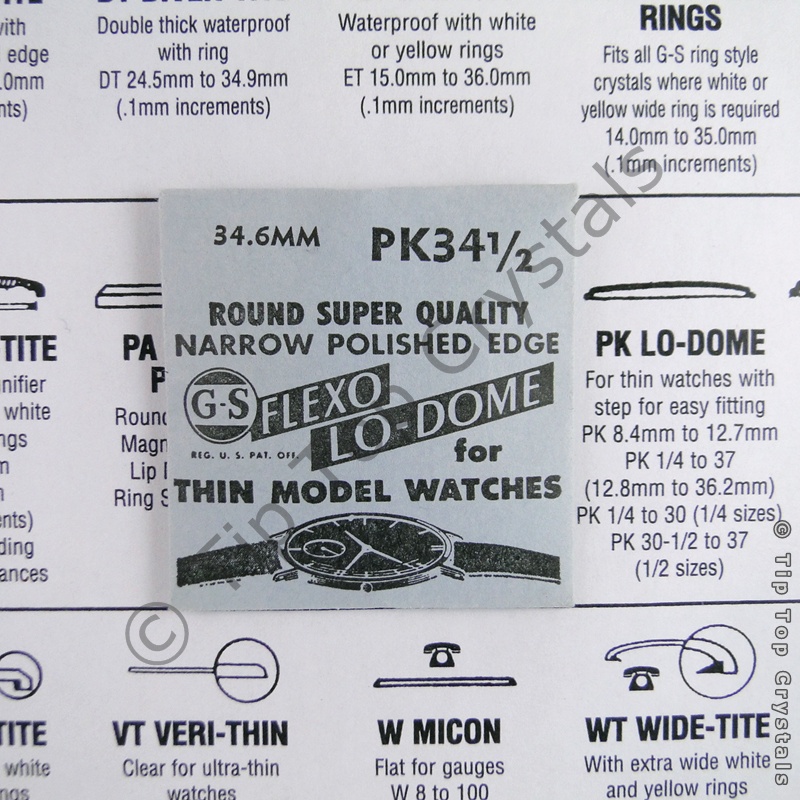 Double thick waterproof
with ring
DT 24.5mm to 34.9mm
(.1mm increments)
Waterproof with white
or yellow rings
ET 15.0mm to 36.0mm
(.1mm increments)
RINGS
Fits all G-S ring style
crystals where white or
yellow wide ring is required
14.0mm to 35.0mm
(.1mm increments)
edge
34.6MM PK34 1/2
ROUND SUPER QUALITY
NARROW POLISHED EDGE
G-S FLEXO
LO-DOME
REG. U. S. PAT. OFF.
for
THIN MODEL WATCHES
PA
PK LO-DOME
For thin watches with
step for easy fitting
PK 8.4mm to 12.7mm
PK 1/4 to 37
(12.8mm to 36.2mm)
PK 1/4 to 30 (1/4 sizes)
PK 30-1/2 to 37
(1/2 sizes)
white
VT VERI-THIN
Clear for ultra-thin
watches
W MICON
Flat for gauges
W 8 to 100
WT WIDE-TITE
With extra wide white
and yellow rings
white
© Tip Top Crystals
© Tip Top Crystals